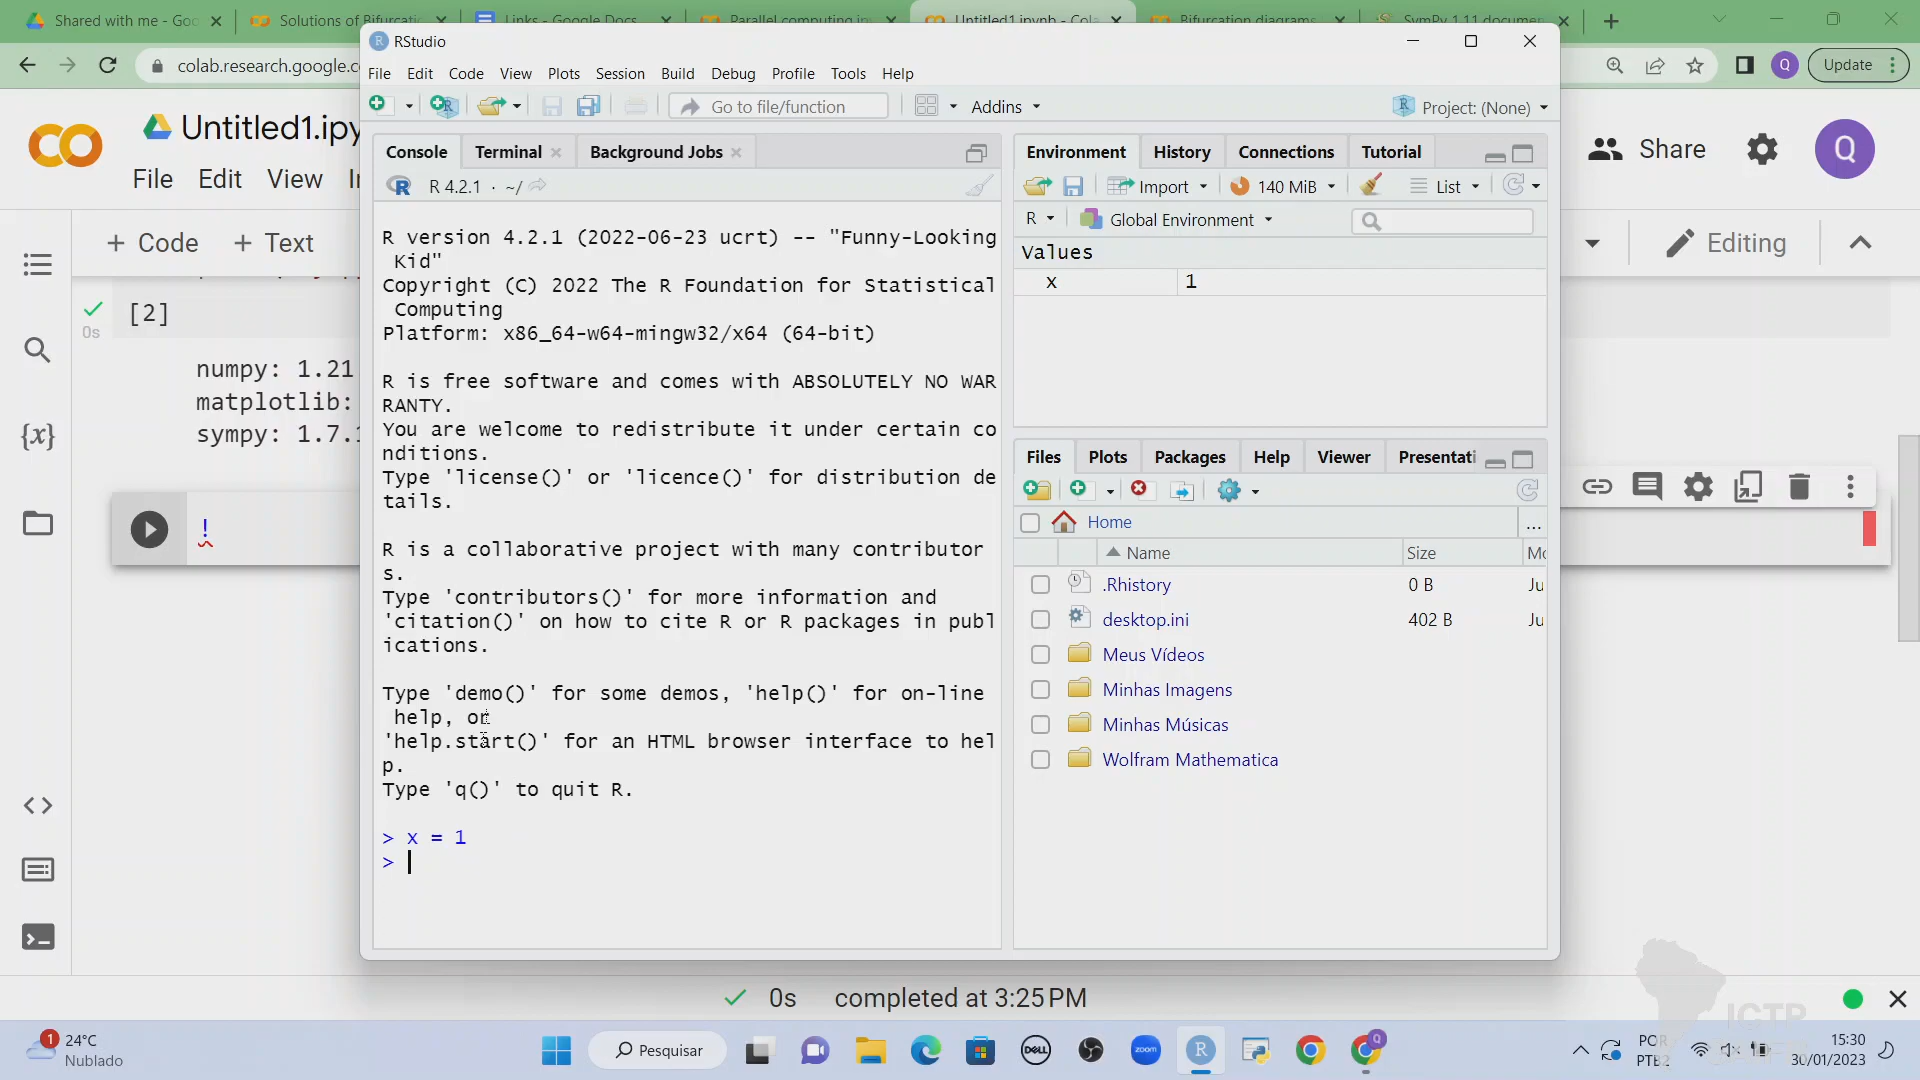 Shared with me - Goo
Solutions of Bifurcatio
Links - Google Docs
Parallel computing in
Untitled1.ipynb - Cola
Bifurcation diagrams
SymPy 1.11 documen
colab.research.google.c
Q
Update
Untitled1.ipy
File Edit View I
Share
Q
+ Code + Text
Editing
[2]
0s
numpy: 1.21
matplotlib:
sympy: 1.7.1
{x}
!
RStudio
File Edit Code View Plots Session Build Debug Profile Tools Help
Go to file/function
Addins
Project: (None)
Console Terminal Background Jobs
R 4.2.1 · ~/
R version 4.2.1 (2022-06-23 ucrt) -- "Funny-Looking
Kid"
Copyright (C) 2022 The R Foundation for Statistical
Computing
Platform: x86_64-w64-mingw32/x64 (64-bit)
R is free software and comes with ABSOLUTELY NO WAR
RANTY.
You are welcome to redistribute it under certain co
nditions.
Type 'license()' or 'licence()' for distribution de
tails.
R is a collaborative project with many contributor
s.
Type 'contributors()' for more information and
'citation()' on how to cite R or R packages in publ
ications.
Type 'demo()' for some demos, 'help()' for on-line
help, or
'help.start()' for an HTML browser interface to hel
p.
Type 'q()' to quit R.
> x = 1
>
Environment History Connections Tutorial
Import 140 MiB List
R Global Environment
Values
x 1
Files Plots Packages Help Viewer Presentati
Home ...
Name Size Mo
.Rhistory 0 B Ju
desktop.ini 402 B Ju
Meus Vídeos
Minhas Imagens
Minhas Músicas
Wolfram Mathematica
0s completed at 3:25 PM
ICTP
1
24°C
Nublado
Pesquisar
DELL
zoom
R
Q
POR
PTB2
15:30
30/01/2023